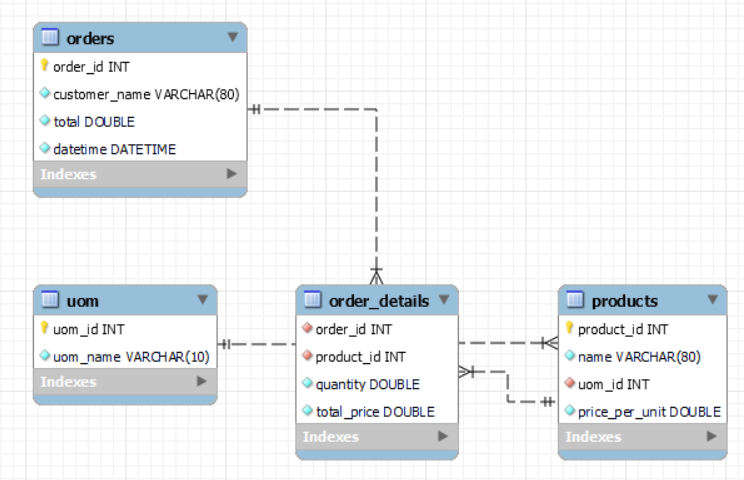 orders
order_id INT
customer_name VARCHAR(80)
total DOUBLE
datetime DATETIME
Indexes
uom
uom_id INT
uom_name VARCHAR(10)
Indexes
order_details
order_id INT
product_id INT
quantity DOUBLE
total_price DOUBLE
Indexes
products
product_id INT
name VARCHAR(80)
uom_id INT
price_per_unit DOUBLE
Indexes